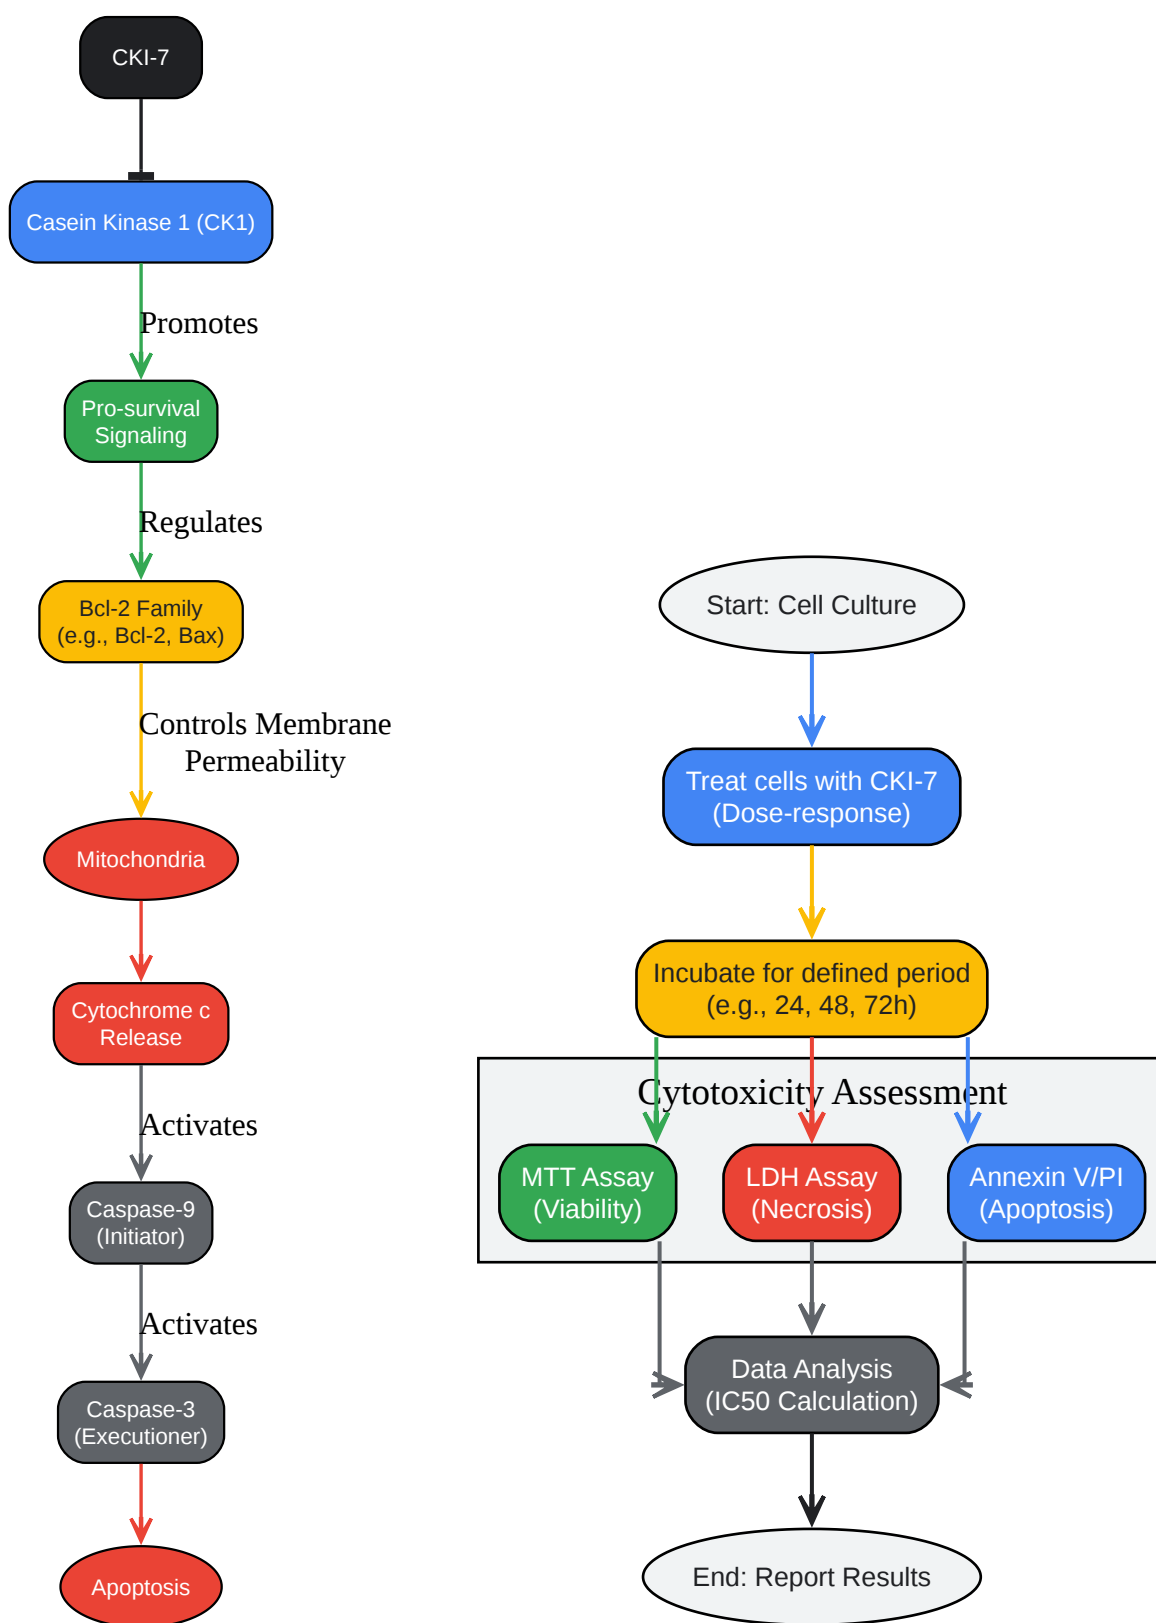 CKI-7
Casein Kinase 1 (CK1)
Promotes
Pro-survival
Signaling
Regulates
Bcl-2 Family
(e.g., Bcl-2, Bax)
Controls Membrane
Permeability
Mitochondria
Cytochrome c
Release
Activates
Caspase-9
(Initiator)
Activates
Caspase-3
(Executioner)
Apoptosis
Start: Cell Culture
Treat cells with CKI-7
(Dose-response)
Incubate for defined period
(e.g., 24, 48, 72h)
Cytotoxicity Assessment
MTT Assay
(Viability)
LDH Assay
(Necrosis)
Annexin V/PI
(Apoptosis)
Data Analysis
(IC50 Calculation)
End: Report Results